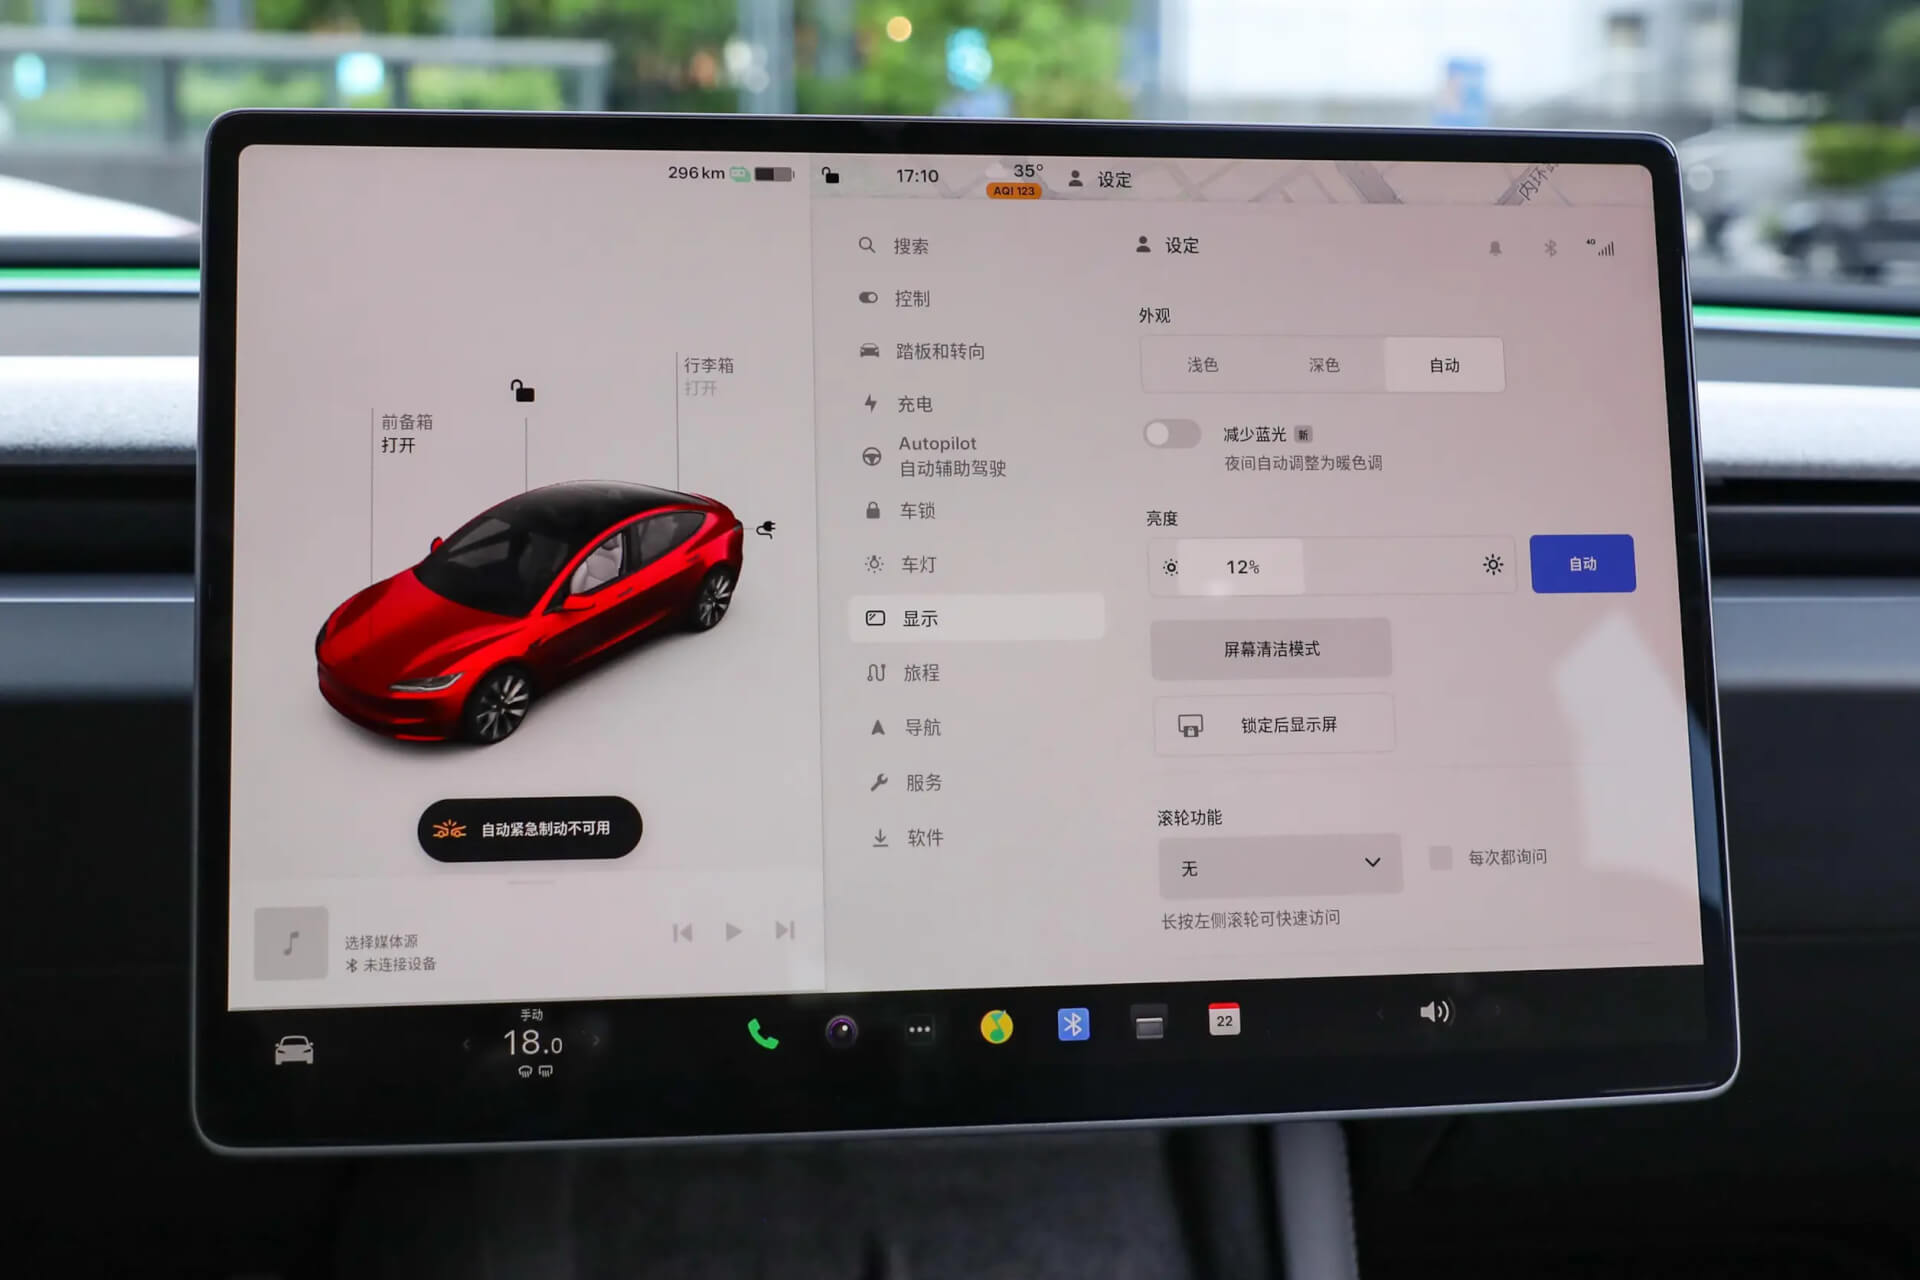 296km
17:10
35°
AQI 123
设定
内环
行李箱
打开
前备箱
打开
自动紧急制动不可用
选择媒体源
未连接设备
搜索
控制
踏板和转向
充电
Autopilot
自动辅助驾驶
车锁
车灯
显示
旅程
导航
服务
软件
设定
4G
外观
浅色
深色
自动
减少蓝光 新
夜间自动调整为暖色调
亮度
12%
自动
屏幕清洁模式
锁定后显示屏
滚轮功能
无
每次都询问
长按左侧滚轮可快速访问
手动
18.0
22